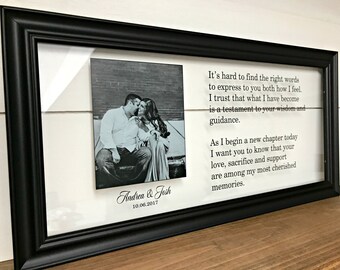 It's hard to find the right words
to express to you both how I feel.
I trust that what I have become
is a testament to your wisdom and
guidance.
As I begin a new chapter today
I want you to know that your
love, sacrifice and support
are among my most cherished
memories.
Andrea & Josh
10.06.2017